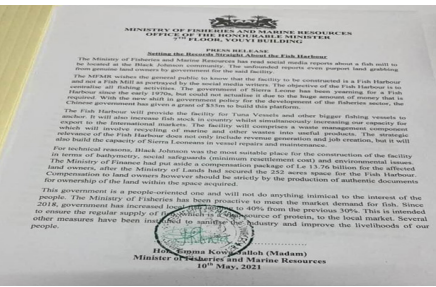 MINISTRY OF FISHERIES AND MARINE RESOURCES
OFFICE OF THE HONOURABLE MINISTER
7TH FLOOR, YOUYI BUILDING
PRESS RELEASE
Setting the Records Straight About the Fish Harbour
The Ministry of Fisheries and Marine Resources has read social media reports about a fish mill to
be located at the Black Johnson community. The unfounded reports even purport land grabbing
from genuine land owners by government for the said facility.
The MFMR wishes the general public to know that the facility to be constructed is a Fish Harbour
and not a Fish Mill as portrayed by the social media writers. The objective of the Fish Harbour is to
centralise all fishing activities. The government of Sierra Leone has been yearning for a Fish
Harbour since the early 1970s, but could not actualise it due to the huge amount of money that is
required. With the new shift in government policy for the development of the fisheries sector, the
Chinese government has given a grant of $55m to build this platform.
The Fish Harbour will provide the facility for Tuna Vessels and other bigger fishing vessels to
anchor. It will also increase fish stock in country whilst simultaneously increasing our capacity for
export to the International markets. The facility will comprise a waste management component
which will involve recycling of marine and other wastes into useful products. The strategic
relevance of the Fish Harbour does not only include revenue generation and job creation, but it will
also build the capacity of Sierra Leoneans in vessel repairs and maintenance.
For technical reasons, Black Johnson was the most suitable place for the construction of the facility
in terms of bathymetry, social safeguards (minimum resettlement cost) and environmental issues.
The Ministry of Finance had put aside a compensation package of Le 13.76 billion for the affected
land owners, after the Ministry of Lands had secured the 252 acres space for the Fish Harbour.
Compensation to land owners however should be strictly by the production of authentic documents
for ownership of the land within the space acquired.
This government is a people-oriented one and will not do anything inimical to the interest of the
people. The Ministry of Fisheries has been proactive to meet the market demand for fish. Since
2018, government has increased local to 40% from the previous 30%. This is intended
to ensure the regular supply of fish, which is a source of protein, to the local market. Several
other measures have been instituted to sanitise the industry and improve the livelihoods of our
people.
Hon. Emma Kowa Jalloh (Madam)
Minister of Fisheries and Marine Resources
10th May, 2021